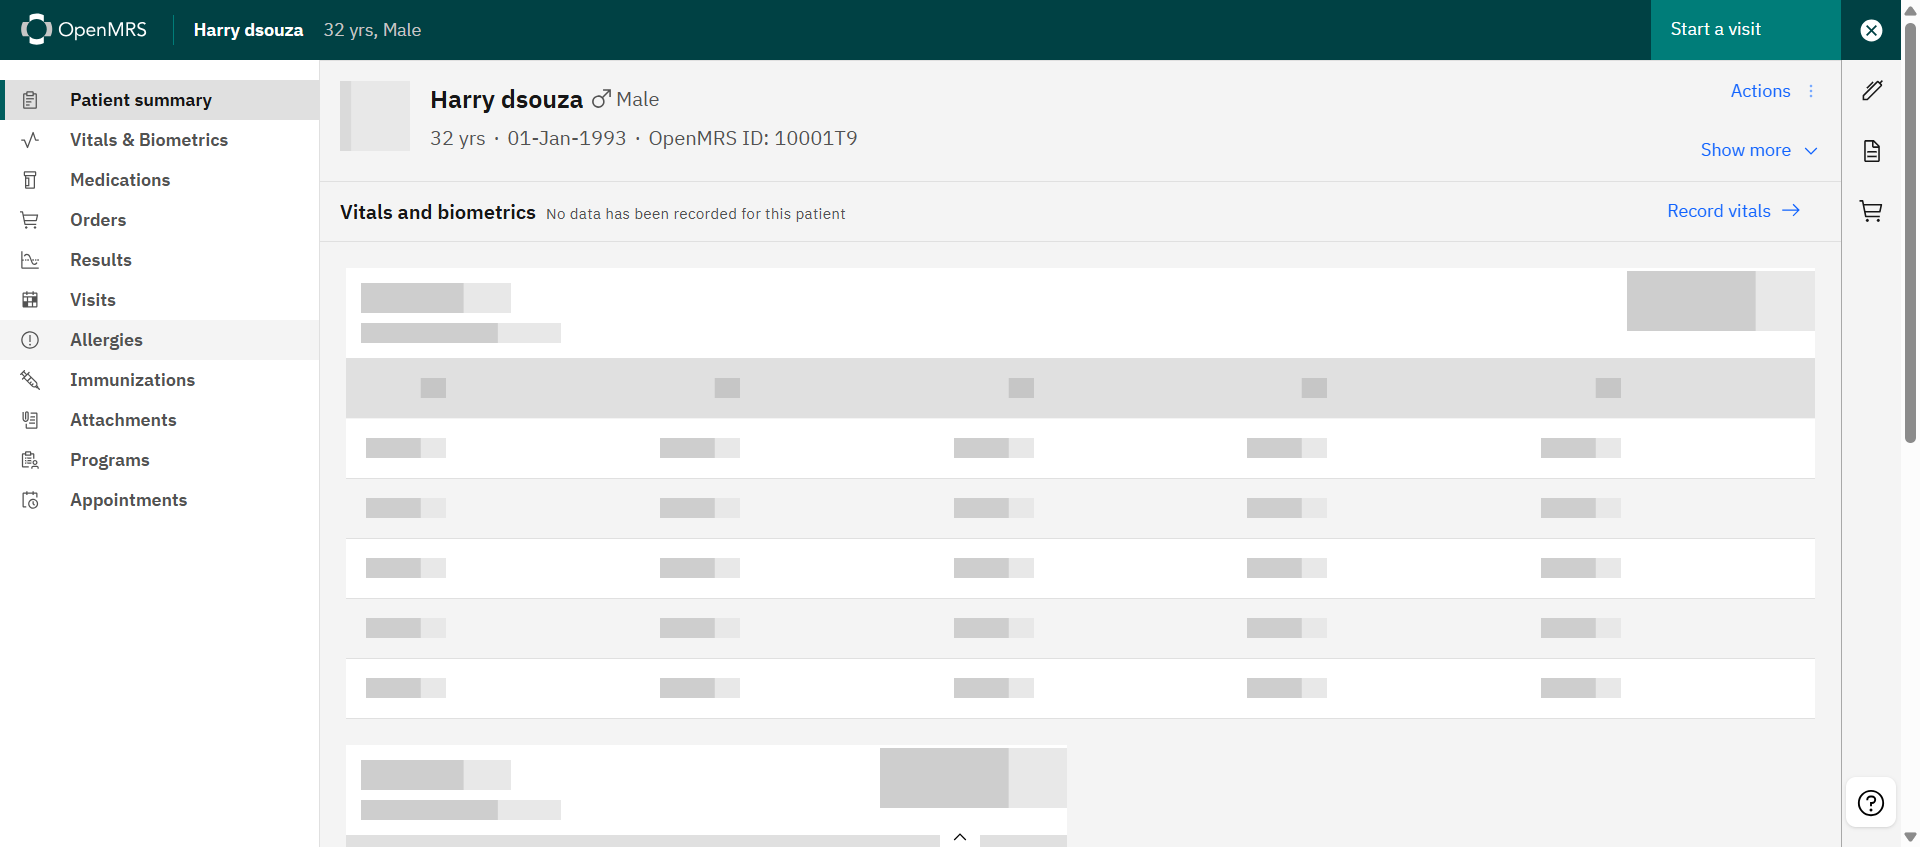 OpenMRS Harry dsouza 32 yrs, Male Start a visit
Patient summary
Vitals & Biometrics
Medications
Orders
Results
Visits
Allergies
Immunizations
Attachments
Programs
Appointments
Harry dsouza Male Actions
32 yrs · 01-Jan-1993 · OpenMRS ID: 10001T9
Show more
Vitals and biometrics No data has been recorded for this patient Record vitals